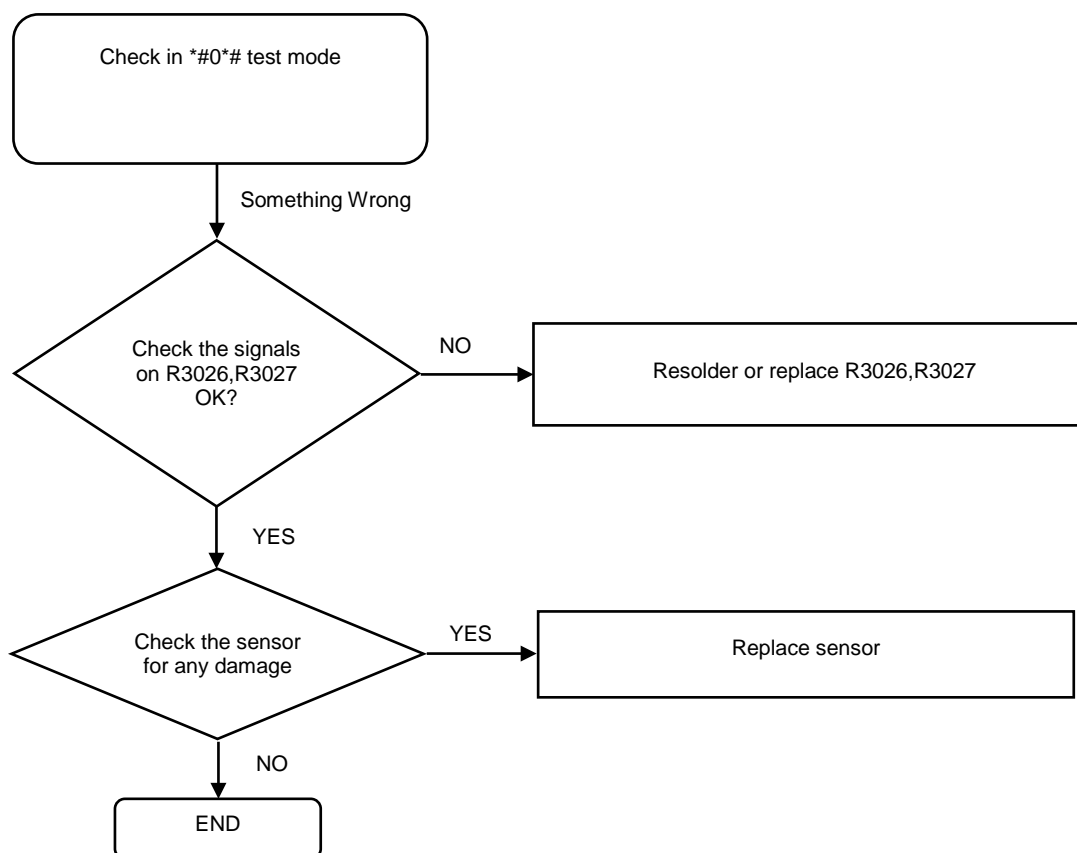 Check in *#0*# test mode
Something Wrong
Check the signals
on R3026,R3027
OK?
NO
Resolder or replace R3026,R3027
YES
Check the sensor
for any damage
YES
Replace sensor
NO
END